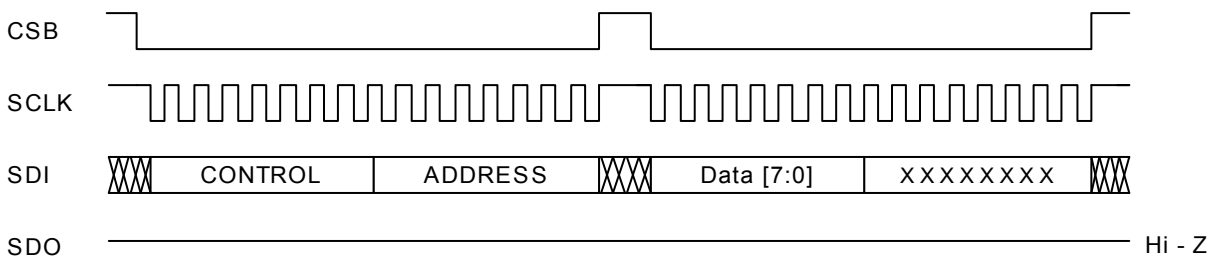 CSB
SCLK
SDI CONTROL ADDRESS Data [7:0] XXXXXXXX
SDO Hi - Z